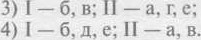 3) I — б, в; II — а, г, е;
4) I — б, д, е; II — а, в.